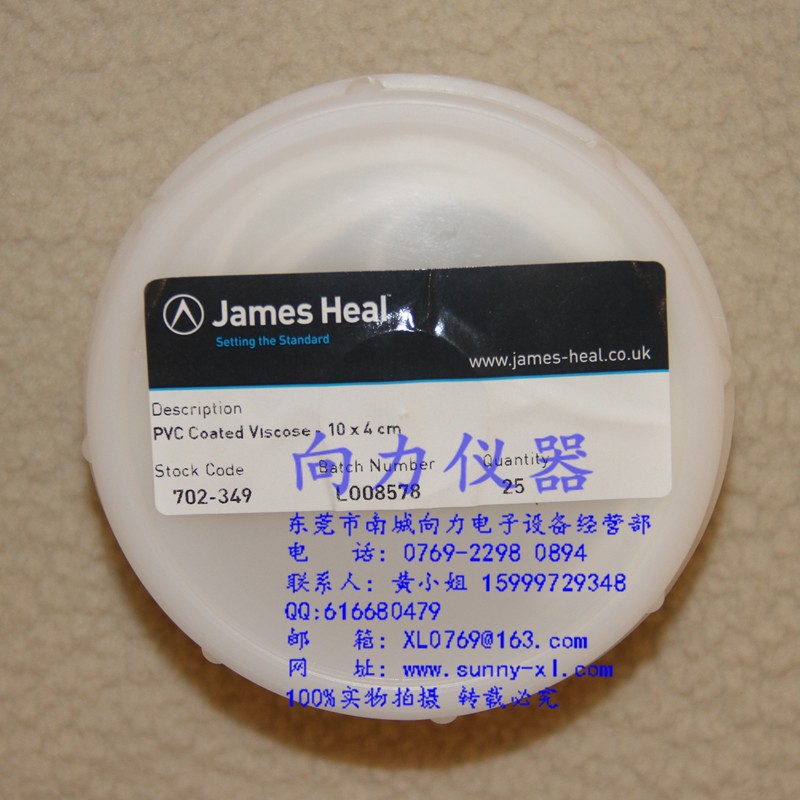 James Heal™
Setting the Standard
www.james-heal.co.uk
Description
PVC Coated Viscose - 10 x 4 cm
Stock Code Batch Number Quantity
702-349 L008578 25
向力仪器
东莞市南城向力电子设备经营部
电 话: 0769-2298 0894
联系人: 黄小姐 15999729348
QQ:616680479
邮 箱: XL0769@163.com
网 址: www.sunny-xl.com
100%实物拍摄 转载必究